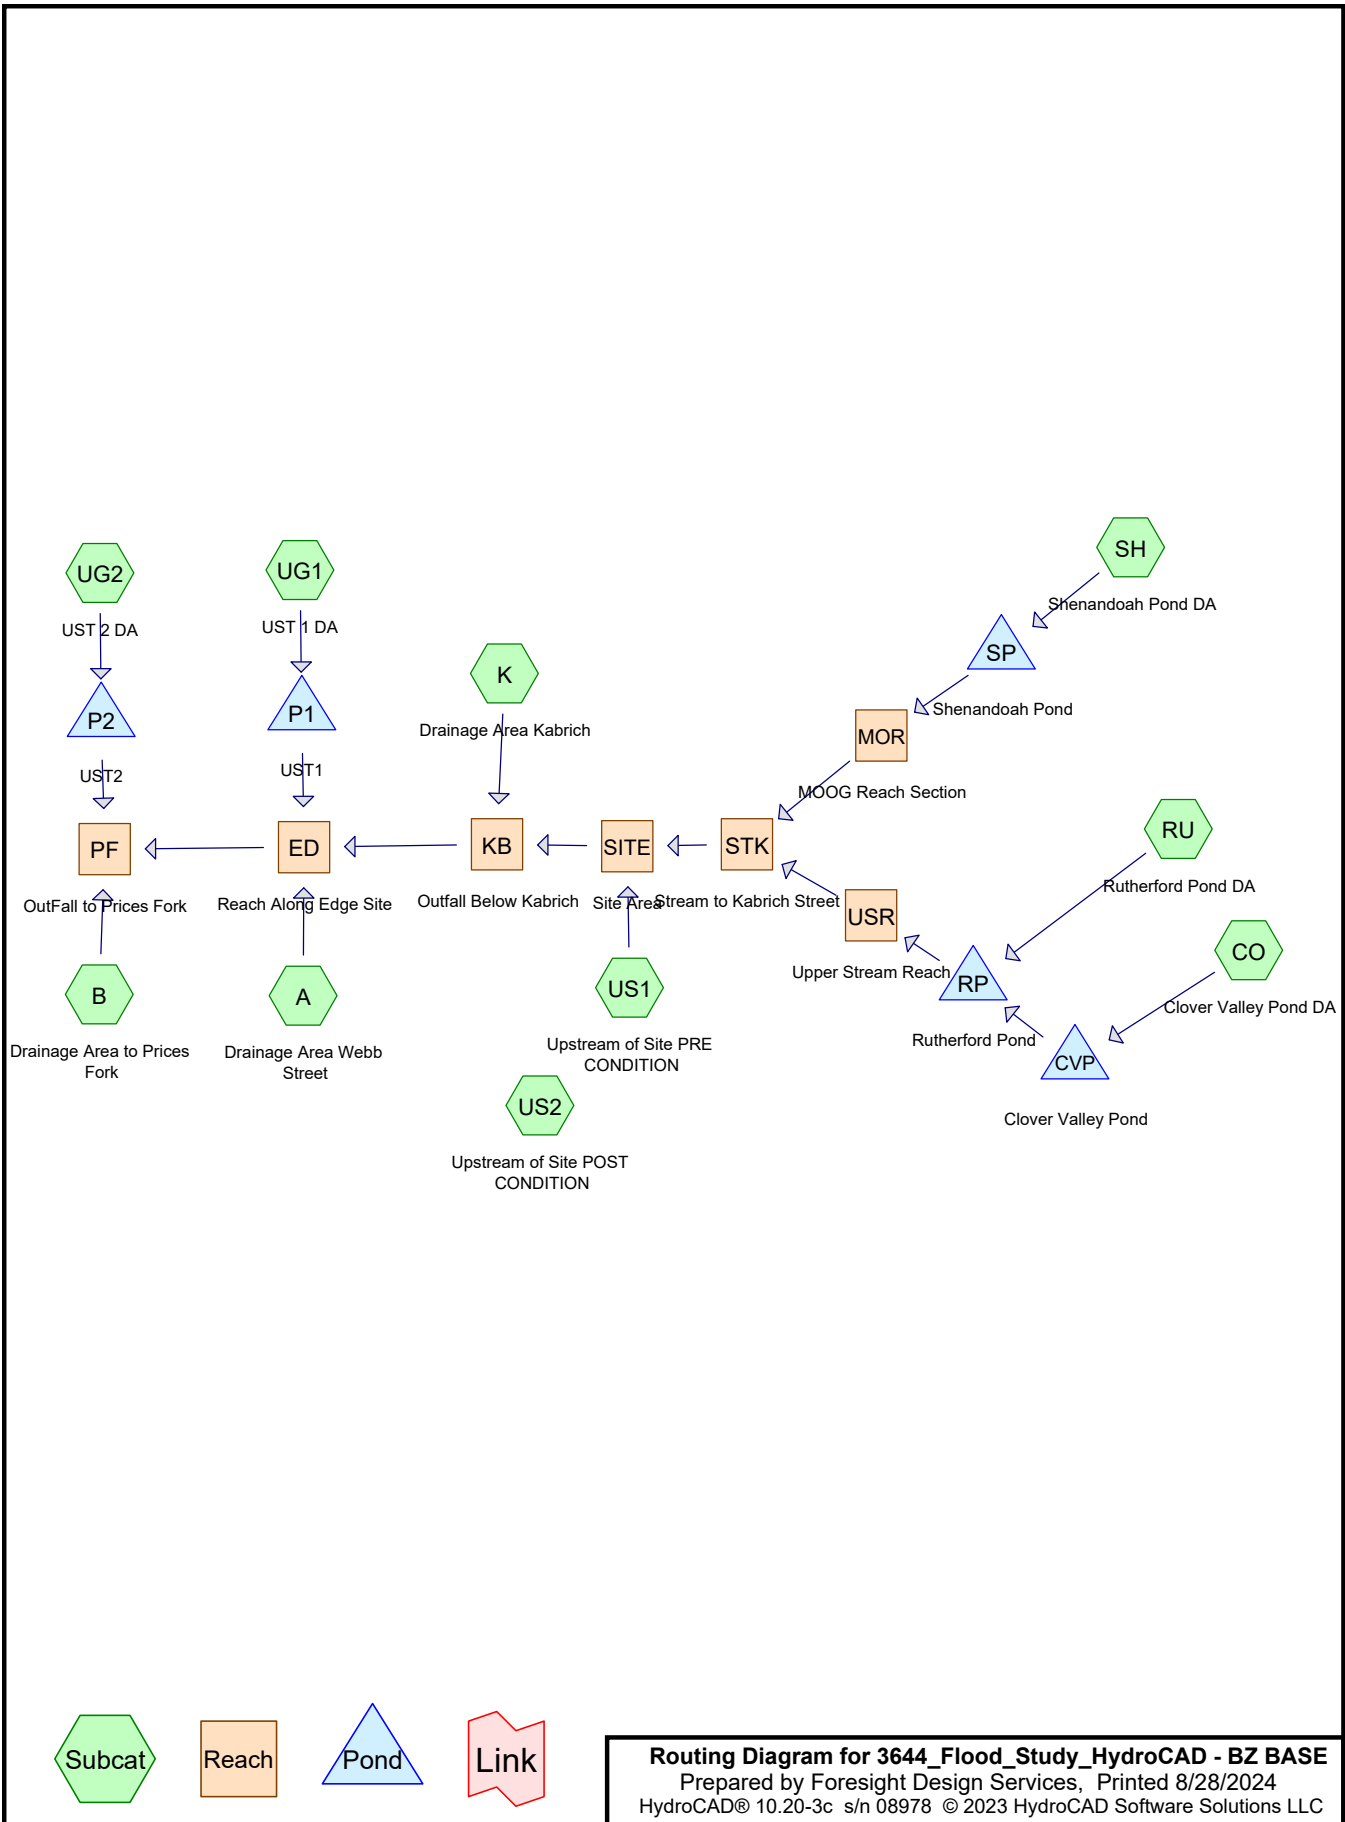 SH
Shenandoah Pond DA
UG2
UST 2 DA
UG1
UST 1 DA
SP
Shenandoah Pond
K
Drainage Area Kabrich
P2
UST2
P1
UST1
MOR
MOOG Reach Section
RU
Rutherford Pond DA
PF
OutFall to Prices Fork
ED
Reach Along Edge Site
KB
Outfall Below Kabrich
SITE
Site Area
STK
Stream to Kabrich Street
USR
Upper Stream Reach
CO
Clover Valley Pond DA
RP
Rutherford Pond
B
Drainage Area to Prices
Fork
A
Drainage Area Webb
Street
US1
Upstream of Site PRE
CONDITION
CVP
Clover Valley Pond
US2
Upstream of Site POST
CONDITION
Subcat
Reach
Pond
Link
Routing Diagram for 3644_Flood_Study_HydroCAD - BZ BASE
Prepared by Foresight Design Services, Printed 8/28/2024
HydroCAD® 10.20-3c s/n 08978 © 2023 HydroCAD Software Solutions LLC